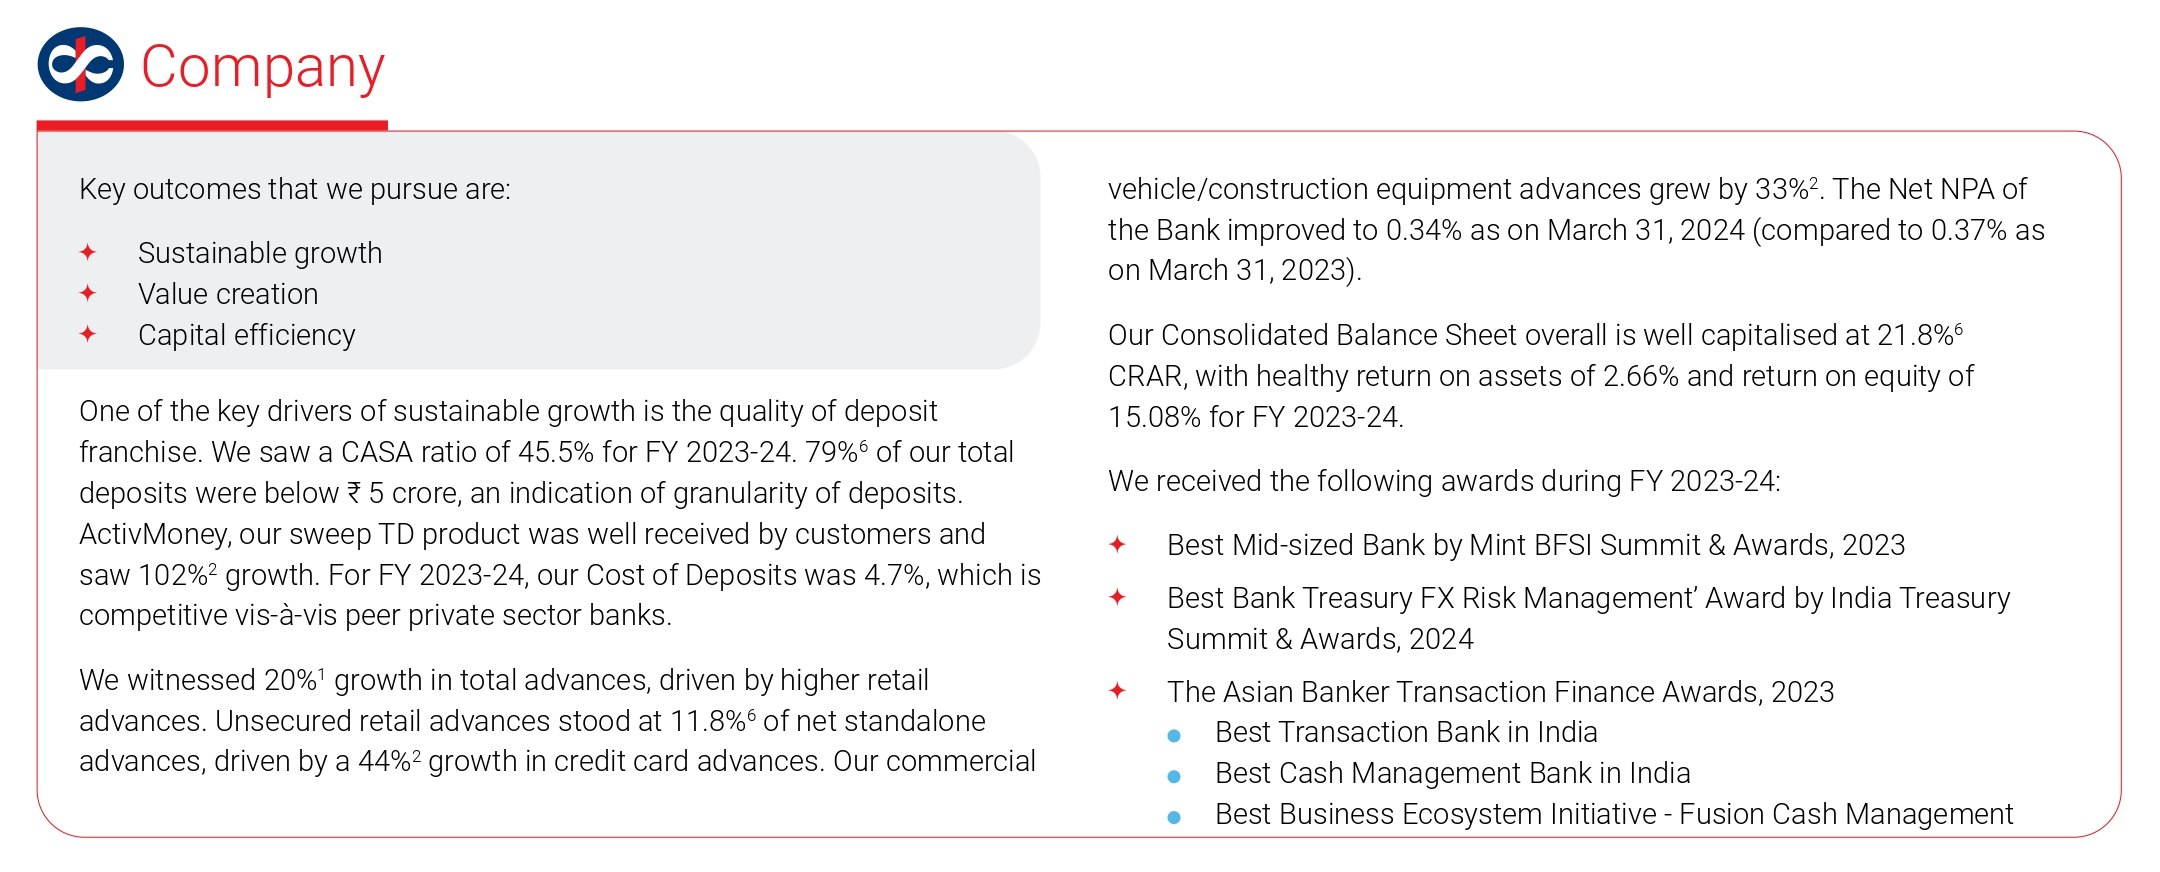 Company
Key outcomes that we pursue are:
✦ Sustainable growth
✦ Value creation
✦ Capital efficiency
One of the key drivers of sustainable growth is the quality of deposit
franchise. We saw a CASA ratio of 45.5% for FY 2023-24. 79%⁶ of our total
deposits were below ₹ 5 crore, an indication of granularity of deposits.
ActivMoney, our sweep TD product was well received by customers and
saw 102%² growth. For FY 2023-24, our Cost of Deposits was 4.7%, which is
competitive vis-à-vis peer private sector banks.
We witnessed 20%¹ growth in total advances, driven by higher retail
advances. Unsecured retail advances stood at 11.8%⁶ of net standalone
advances, driven by a 44%² growth in credit card advances. Our commercial
vehicle/construction equipment advances grew by 33%². The Net NPA of
the Bank improved to 0.34% as on March 31, 2024 (compared to 0.37% as
on March 31, 2023).
Our Consolidated Balance Sheet overall is well capitalised at 21.8%⁶
CRAR, with healthy return on assets of 2.66% and return on equity of
15.08% for FY 2023-24.
We received the following awards during FY 2023-24:
✦ Best Mid-sized Bank by Mint BFSI Summit & Awards, 2023
✦ Best Bank Treasury FX Risk Management’ Award by India Treasury
Summit & Awards, 2024
✦ The Asian Banker Transaction Finance Awards, 2023
● Best Transaction Bank in India
● Best Cash Management Bank in India
● Best Business Ecosystem Initiative - Fusion Cash Management